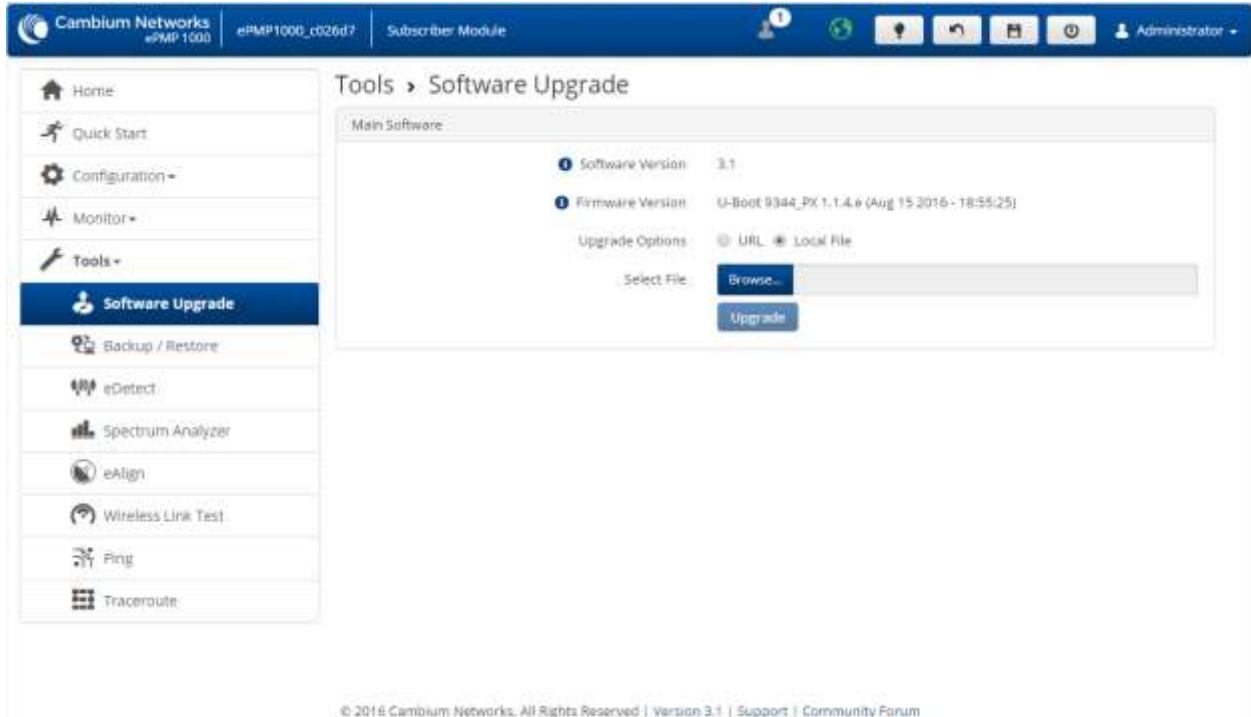 Cambium Networks
ePMP 1000
ePMP1000_c026d7
Subscriber Module
1
Administrator
Home
Quick Start
Configuration
Monitor
Tools
Software Upgrade
Backup / Restore
eDetect
Spectrum Analyzer
eAlign
Wireless Link Test
Ping
Traceroute
Tools › Software Upgrade
Main Software
Software Version 3.1
Firmware Version U-Boot 9344_PX 1.1.4.e (Aug 15 2016 - 18:55:25)
Upgrade Options URL Local File
Select File Browse...
Upgrade
© 2016 Cambium Networks. All Rights Reserved | Version 3.1 | Support | Community Forum